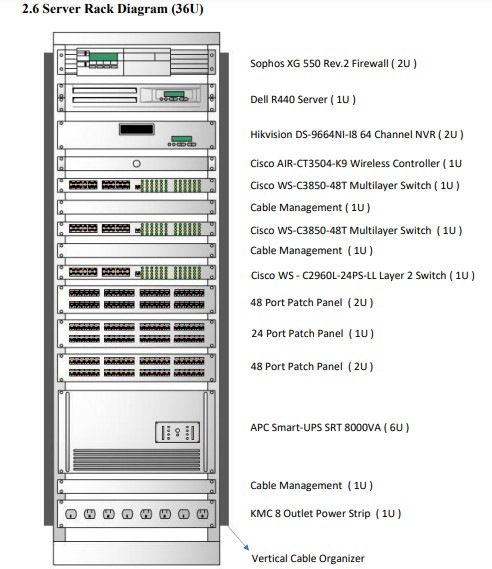 2.6 Server Rack Diagram (36U)
Sophos XG 550 Rev.2 Firewall ( 2U )
Dell R440 Server ( 1U )
Hikvision DS-9664NI-I8 64 Channel NVR ( 2U )
Cisco AIR-CT3504-K9 Wireless Controller ( 1U
Cisco WS-C3850-48T Multilayer Switch ( 1U )
Cable Management ( 1U )
Cisco WS-C3850-48T Multilayer Switch ( 1U )
Cable Management ( 1U )
Cisco WS - C2960L-24PS-LL Layer 2 Switch ( 1U )
48 Port Patch Panel ( 2U )
24 Port Patch Panel ( 1U )
48 Port Patch Panel ( 2U )
APC Smart-UPS SRT 8000VA ( 6U )
Cable Management ( 1U )
KMC 8 Outlet Power Strip ( 1U )
Vertical Cable Organizer